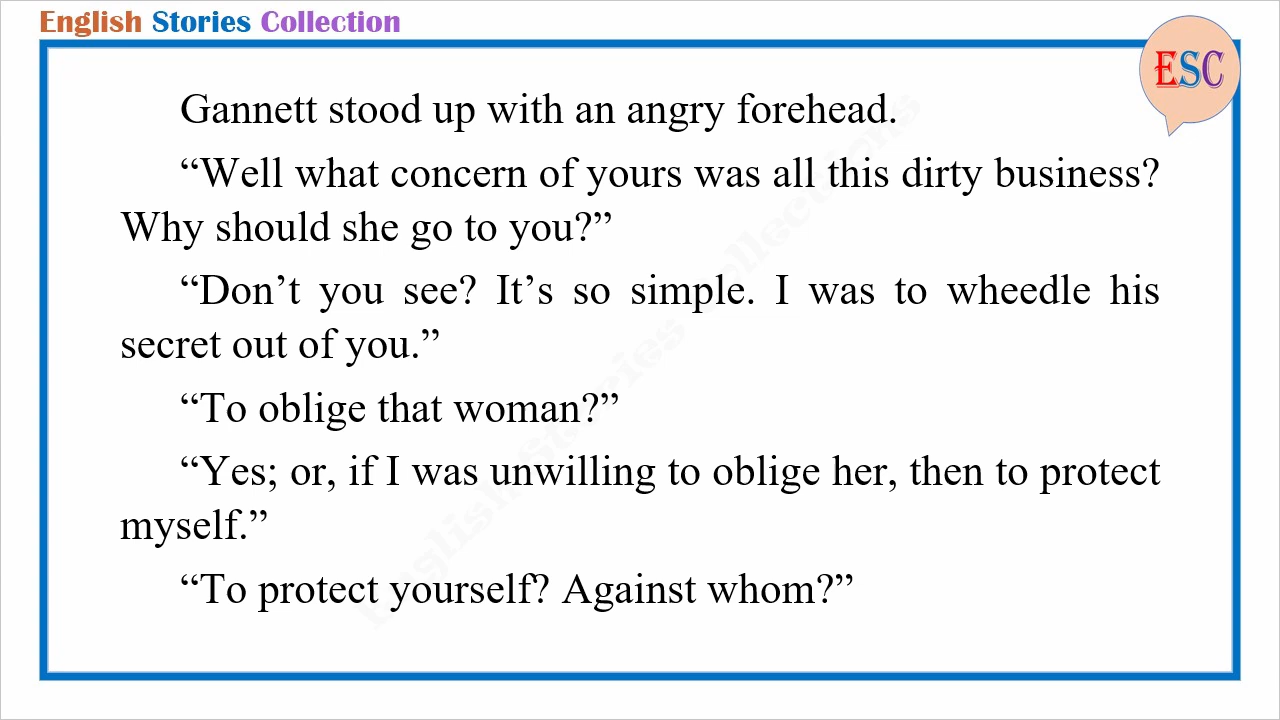 English Stories Collection
ESC
Gannett stood up with an angry forehead.
“Well what concern of yours was all this dirty business?
Why should she go to you?”
“Don’t you see? It’s so simple. I was to wheedle his
secret out of you.”
“To oblige that woman?”
“Yes; or, if I was unwilling to oblige her, then to protect
myself.”
“To protect yourself? Against whom?”
English Stories Collections